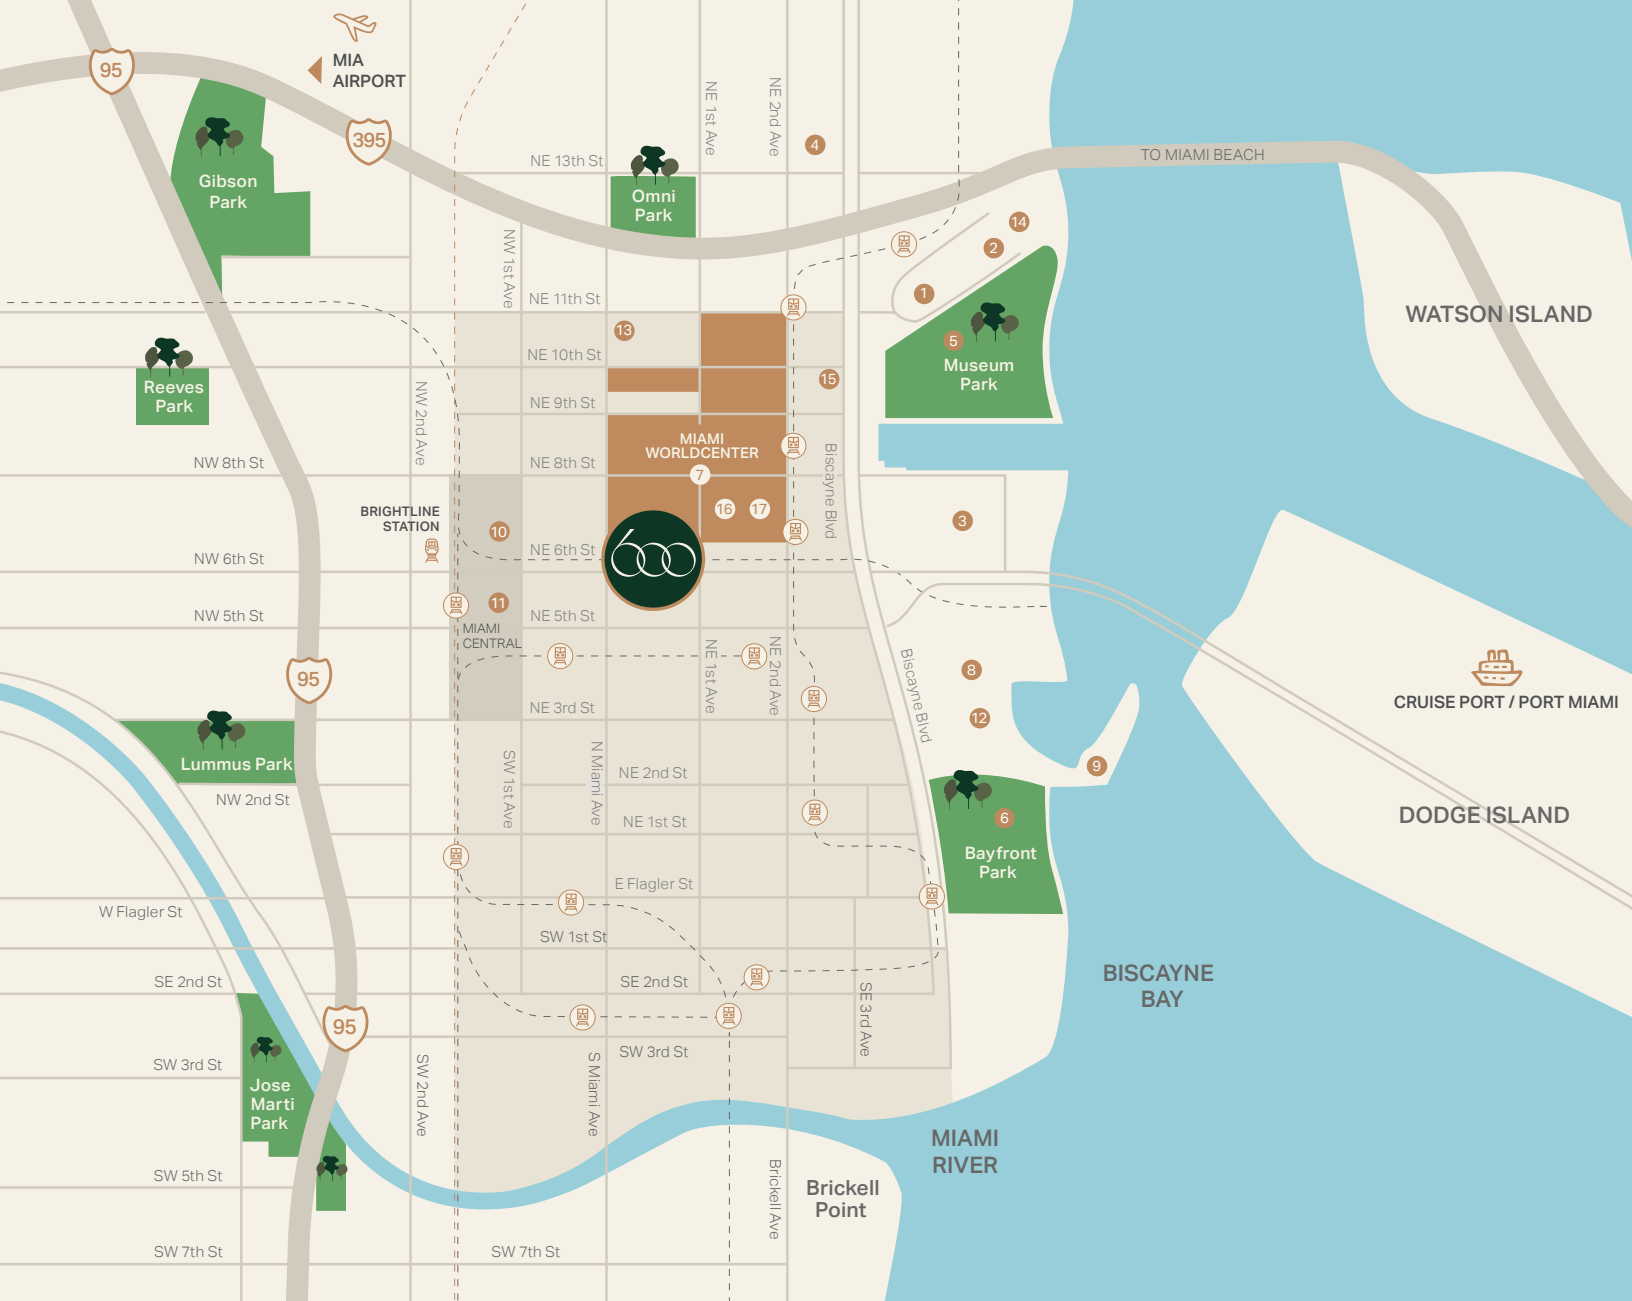 MIA
AIRPORT
95
395
NE 1st Ave
NE 2nd Ave
4
NE 13th St
TO MIAMI BEACH
Gibson
Park
Omni
Park
14
2
1
NW 1st Ave
NE 11th St
13
WATSON ISLAND
5
Museum
Park
NE 10th St
15
Reeves
Park
NW 2nd Ave
NE 9th St
MIAMI
WORLDCENTER
7
16
17
Biscayne Blvd
NW 8th St
NE 8th St
BRIGHTLINE
STATION
10
3
NW 6th St
NE 6th St
600
11
NW 5th St
NE 5th St
MIAMI
CENTRAL
NE 1st Ave
NE 2nd Ave
Biscayne Blvd
8
95
CRUISE PORT / PORT MIAMI
NE 3rd St
12
Lummus Park
SW 1st Ave
N Miami Ave
NE 2nd St
9
NW 2nd St
NE 1st St
6
DODGE ISLAND
Bayfront
Park
E Flagler St
W Flagler St
SW 1st St
SE 2nd St
SE 2nd St
SE 3rd Ave
BISCAYNE
BAY
95
SW 3rd St
SW 3rd St
SW 2nd Ave
S Miami Ave
Jose
Marti
Park
MIAMI
RIVER
SW 5th St
Brickell Ave
Brickell
Point
SW 7th St
SW 7th St